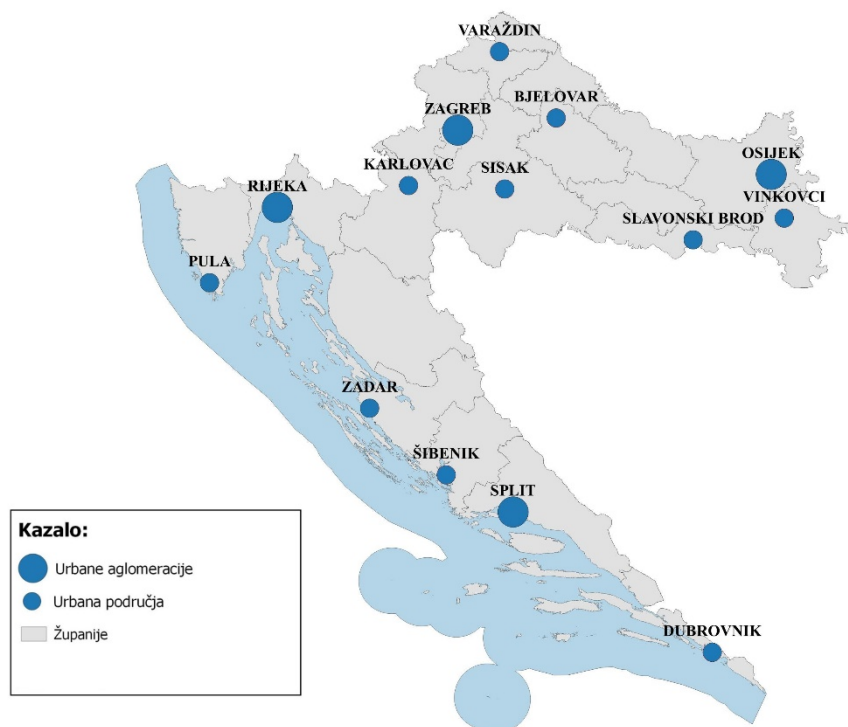 VARAŽDIN
BJELOVAR
ZAGREB
OSIJEK
KARLOVAC
SISAK
RIJEKA
VINKOVCI
SLAVONSKI BROD
PULA
ZADAR
ŠIBENIK
SPLIT
DUBROVNIK
Kazalo:
Urbane aglomeracije
Urbana područja
Županije